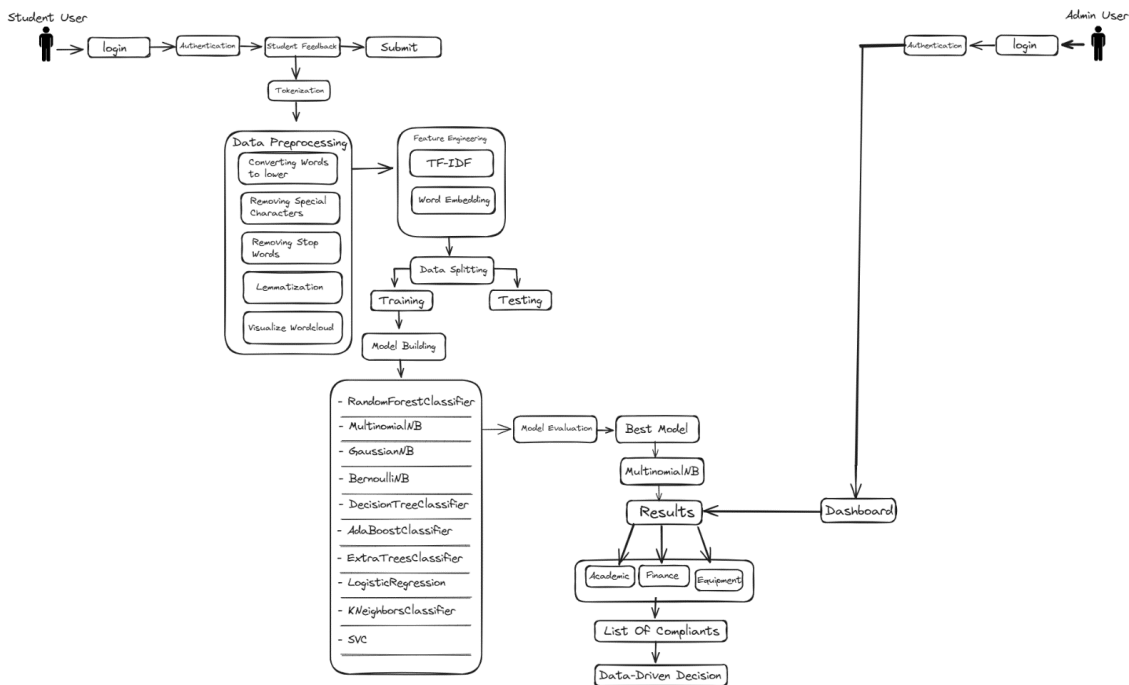 Student User
Admin User
login
Authentication
Student Feedback
Submit
Authentication
login
Tokenization
Data Preprocessing
Converting Words
to lower
Removing Special
Characters
Removing Stop
Words
Lemmatization
Visualize Wordcloud
Feature Engineering
TF-IDF
Word Embedding
Data Splitting
Training
Testing
Model Building
- RandomForestClassifier
- MultinomialNB
- GaussianNB
- BernoulliNB
- DecisionTreeClassifier
- AdaBoostClassifier
- ExtraTreesClassifier
- LogisticRegression
- KNeighborsClassifier
- SVC
Model Evaluation
Best Model
MultinomialNB
Results
Dashboard
Academic
Finance
Equipment
List Of Compliants
Data-Driven Decision